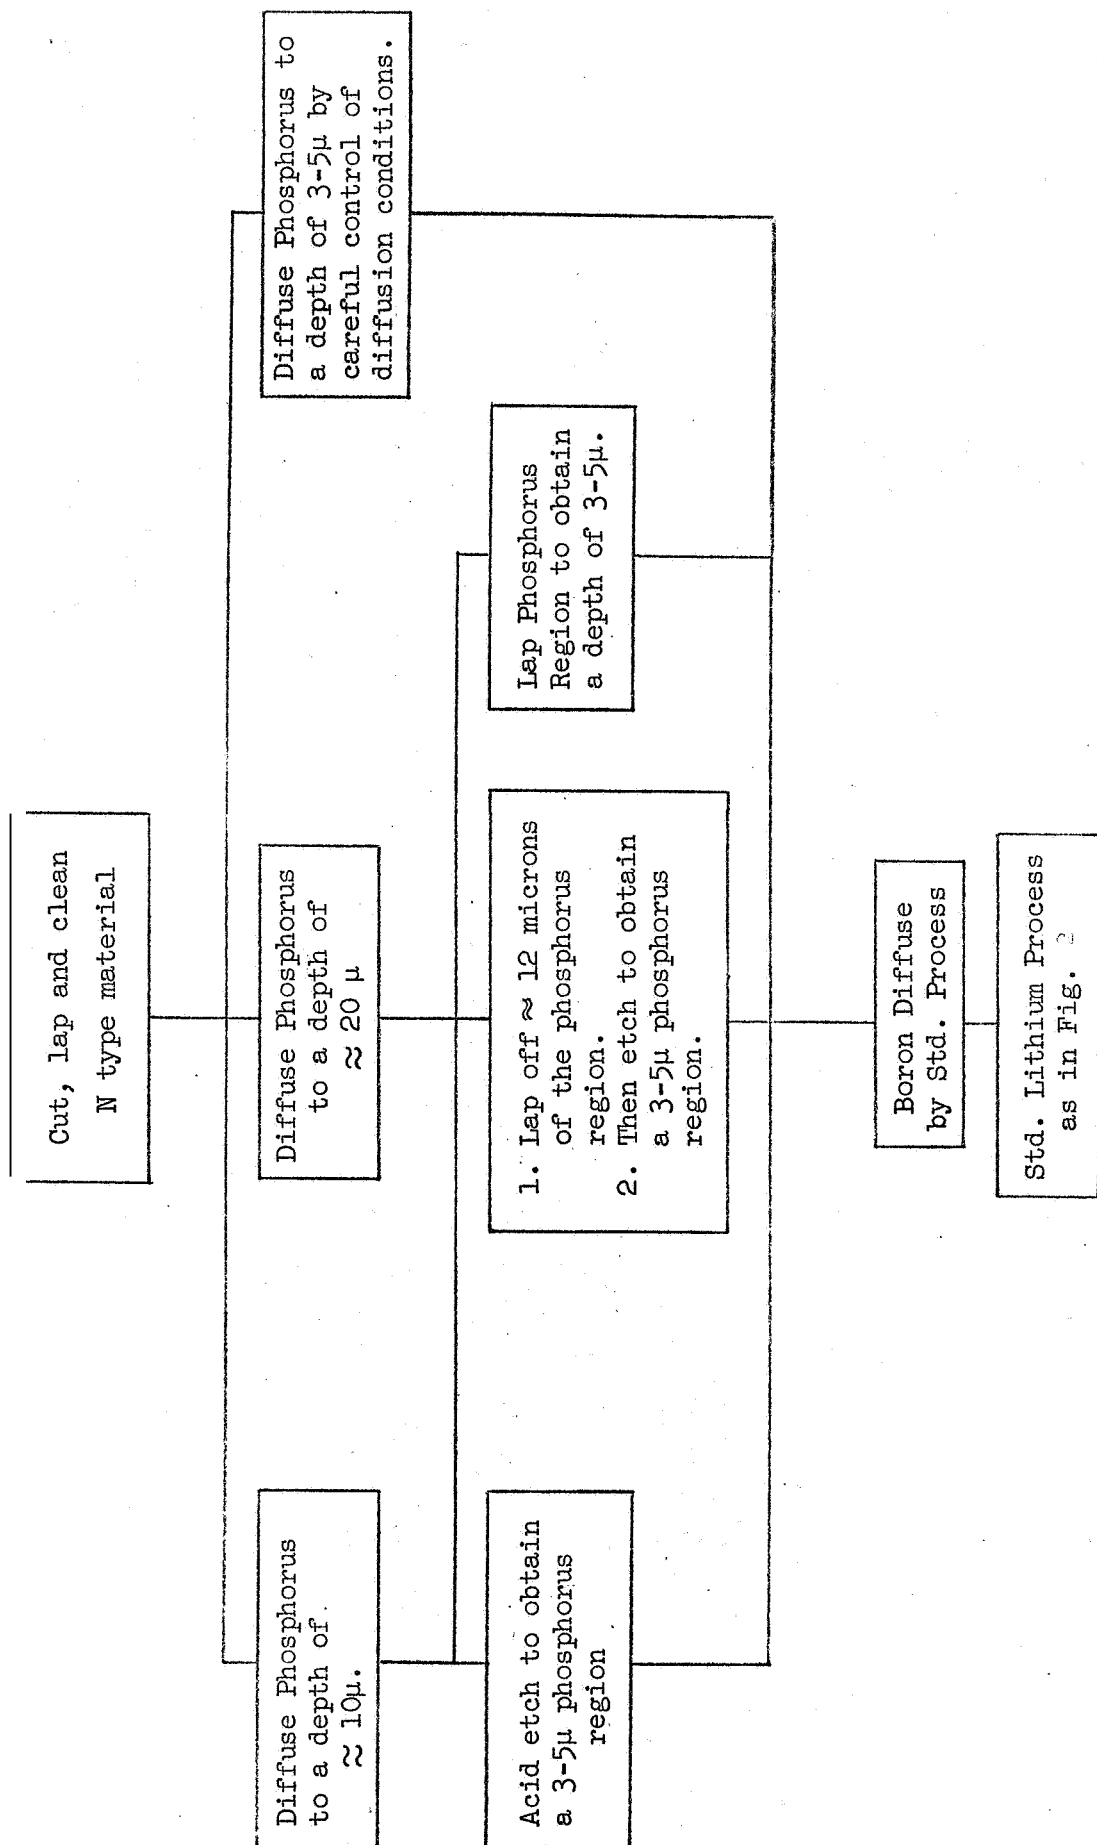 Cut, lap and clean
N type material
Diffuse Phosphorus
to a depth of
≈ 10μ.
Diffuse Phosphorus
to a depth of
≈ 20 μ
Diffuse Phosphorus to
a depth of 3-5μ by
careful control of
diffusion conditions.
Acid etch to obtain
a 3-5μ phosphorus
region
1. Lap off ≈ 12 microns
of the phosphorus
region.
2. Then etch to obtain
a 3-5μ phosphorus
region.
Lap Phosphorus
Region to obtain
a depth of 3-5μ.
Boron Diffuse
by Std. Process
Std. Lithium Process
as in Fig. 2